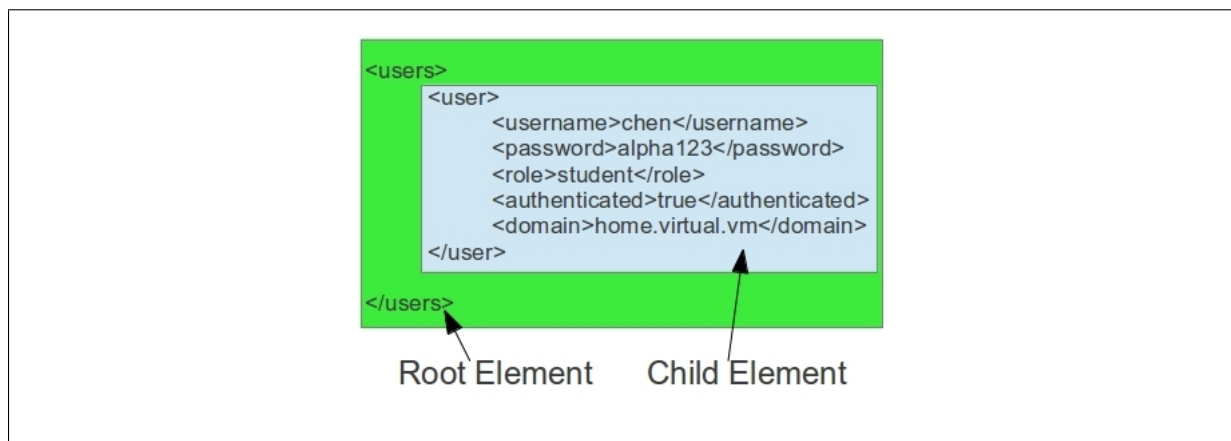 <users>
<user>
<username>chen</username>
<password>alpha123</password>
<role>student</role>
<authenticated>true</authenticated>
<domain>home.virtual.vm</domain>
</user>
</users>
Root Element
Child Element